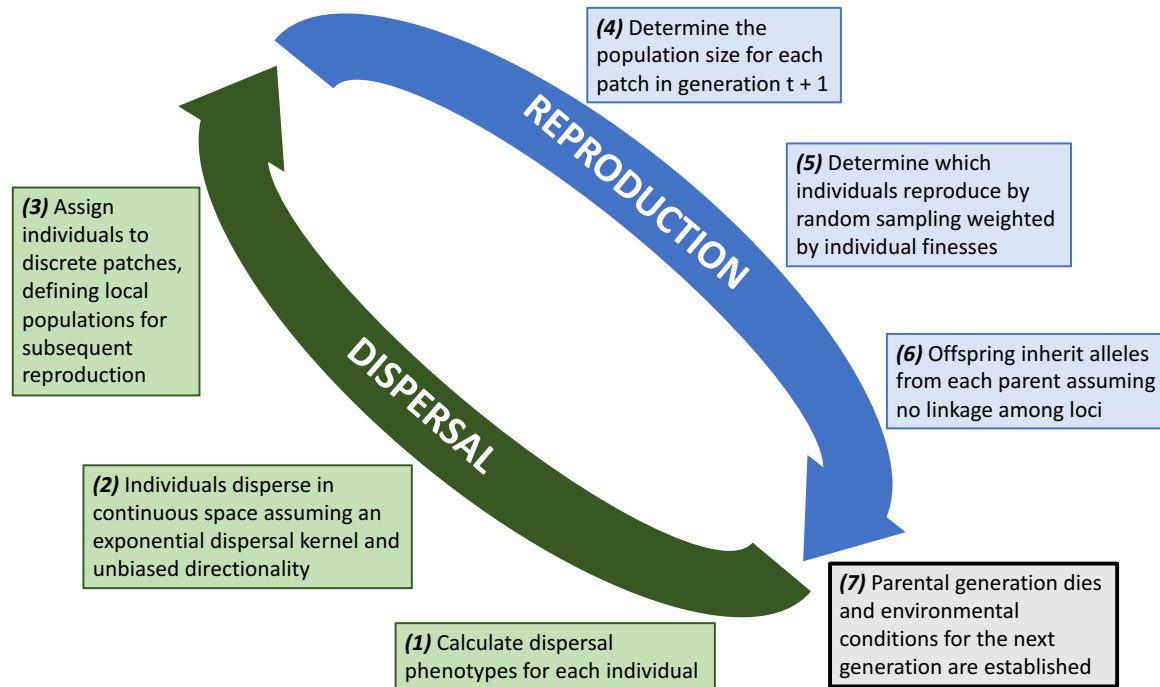 (4) Determine the
population size for each
patch in generation t + 1
REPRODUCTION
(5) Determine which
individuals reproduce by
random sampling weighted
by individual finesses
(3) Assign
individuals to
discrete patches,
defining local
populations for
subsequent
reproduction
DISPERSAL
(6) Offspring inherit alleles
from each parent assuming
no linkage among loci
(2) Individuals disperse in
continuous space assuming an
exponential dispersal kernel and
unbiased directionality
(7) Parental generation dies
and environmental
conditions for the next
generation are established
(1) Calculate dispersal
phenotypes for each individual